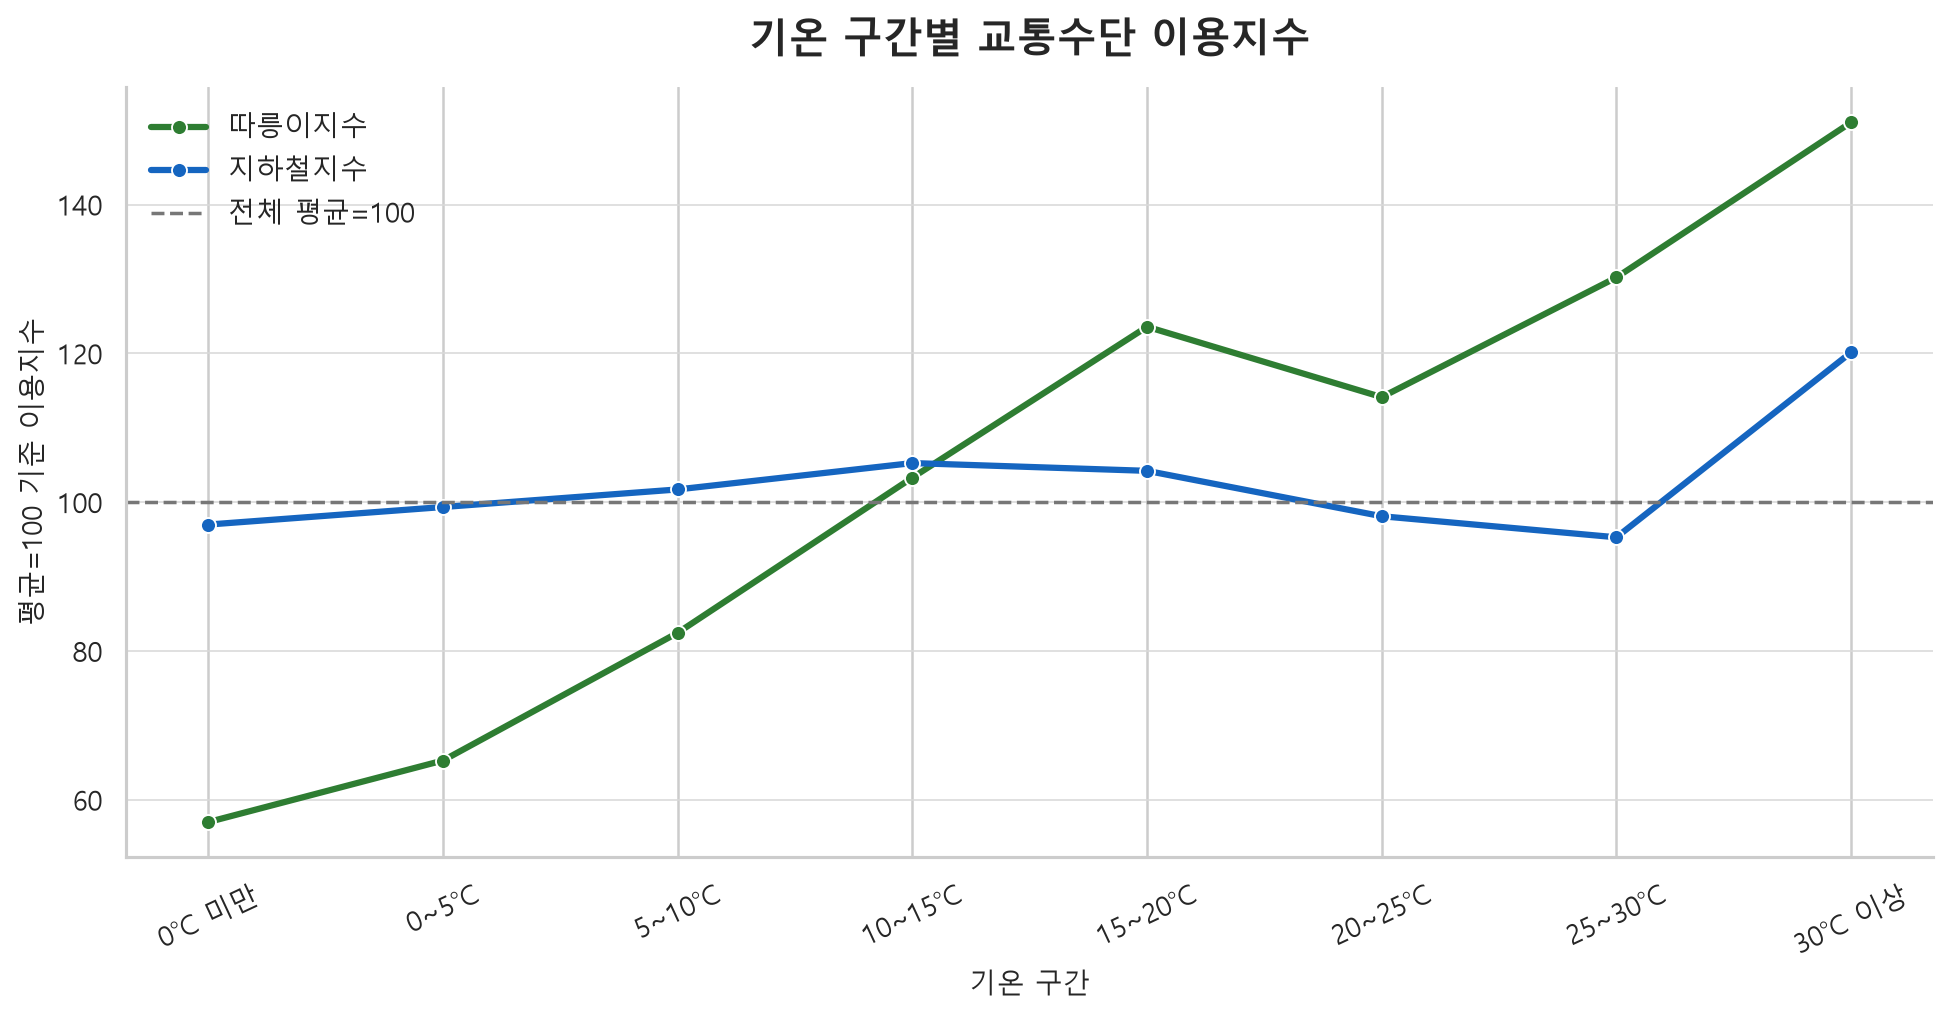 기온 구간별 교통수단 이용지수
따릉이지수
지하철지수
전체 평균=100
평균=100 기준 이용지수
140
120
100
80
60
0℃ 미만
0~5℃
5~10℃
10~15℃
15~20℃
20~25℃
25~30℃
30℃ 이상
기온 구간